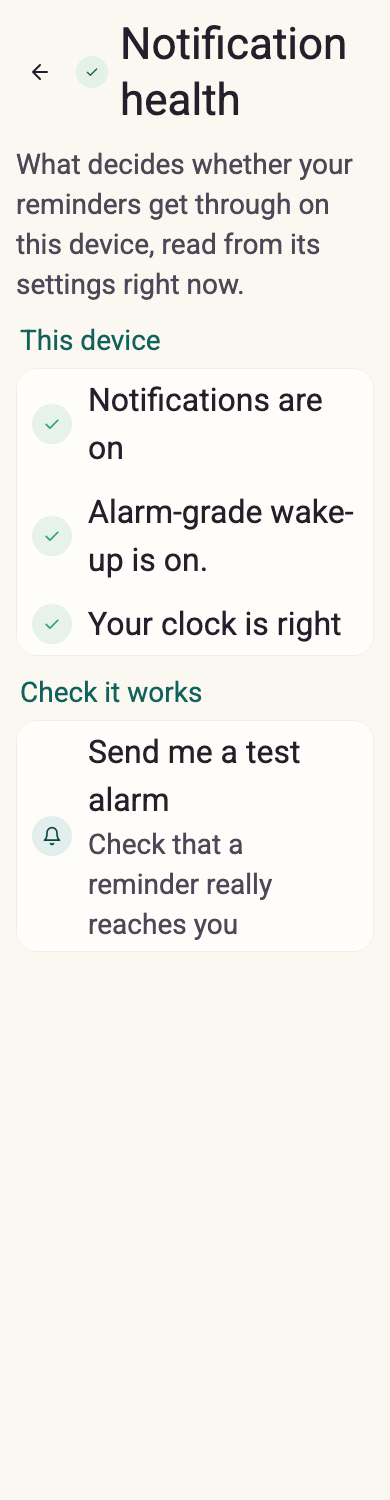 Notification
health
What decides whether your
reminders get through on
this device, read from its
settings right now.
This device
Notifications are
on
Alarm-grade wake-
up is on.
Your clock is right
Check it works
Send me a test
alarm
Check that a
reminder really
reaches you